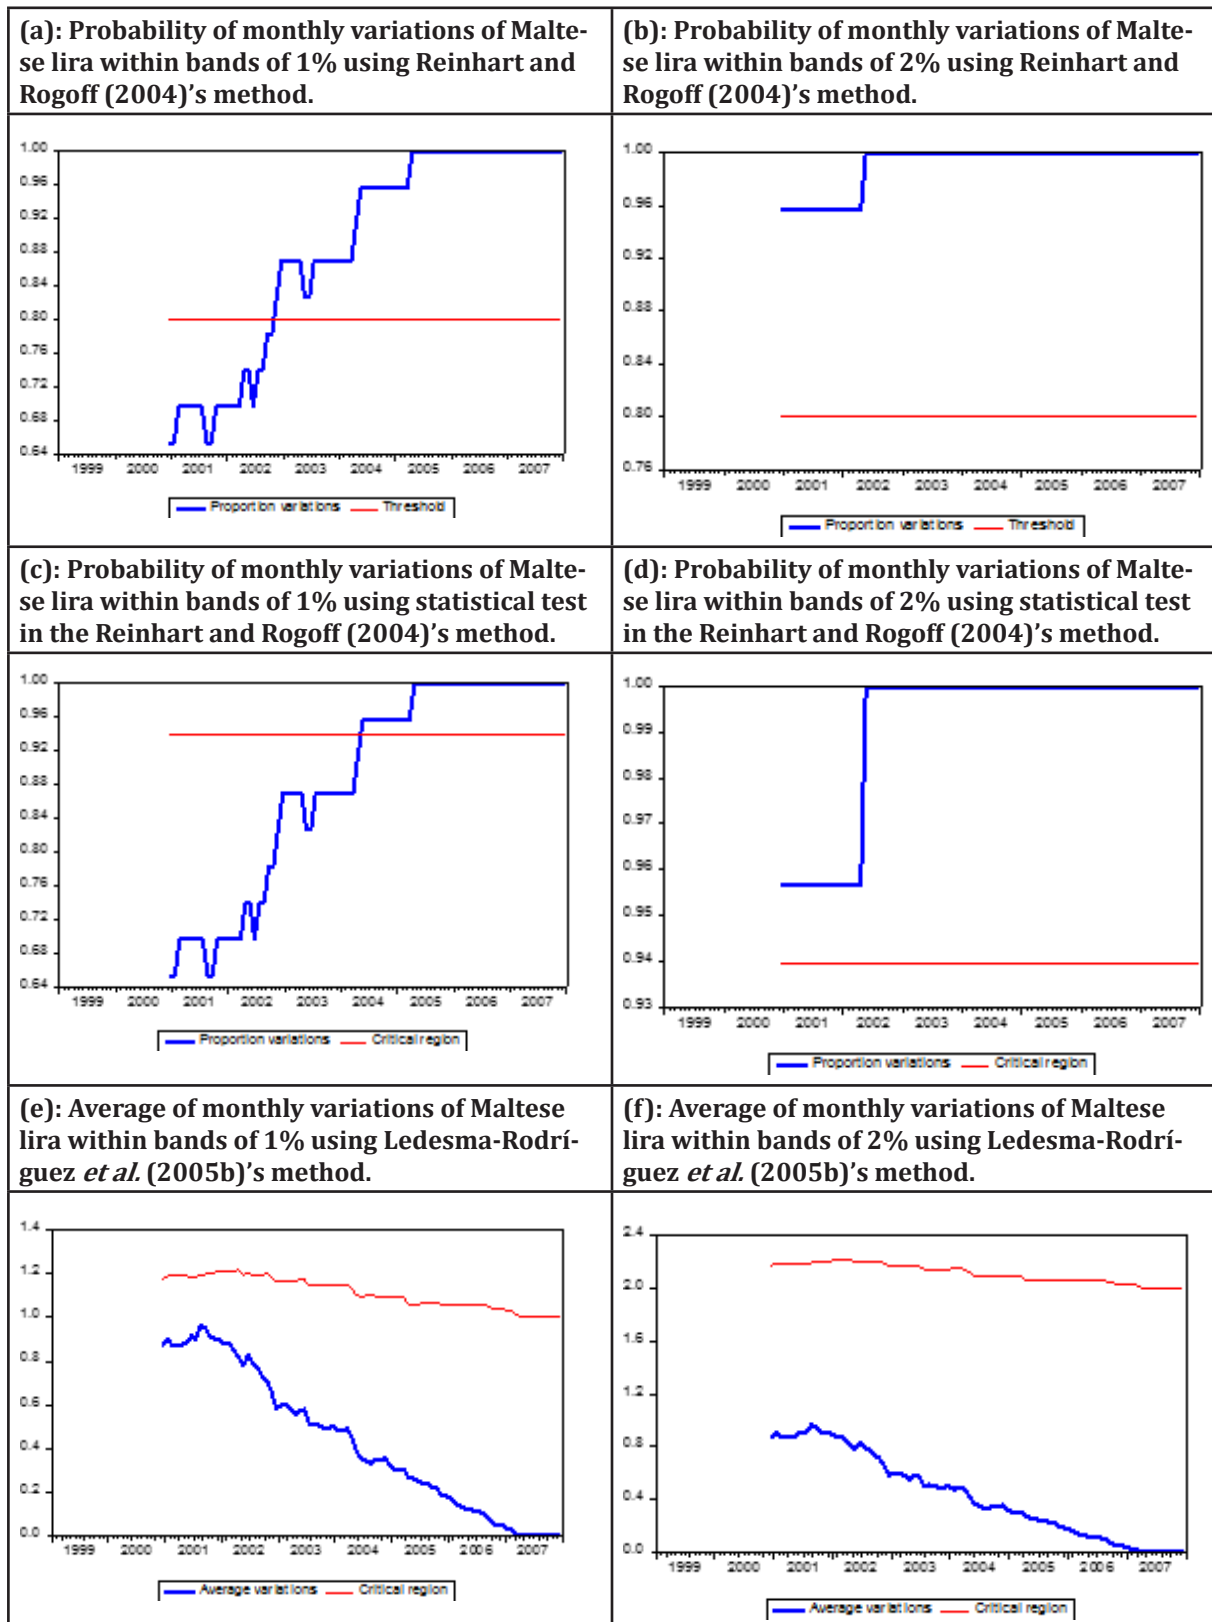 (a): Probability of monthly variations of Malte-
se lira within bands of 1% using Reinhart and
Rogoff (2004)’s method.
(b): Probability of monthly variations of Malte-
se lira within bands of 2% using Reinhart and
Rogoff (2004)’s method.
1.00
0.96
0.92
0.88
0.84
0.80
0.76
0.72
0.68
0.64
1999 2000 2001 2002 2003 2004 2005 2006 2007
Proportion variations Threshold
1.00
0.96
0.92
0.88
0.84
0.80
0.76
1999 2000 2001 2002 2003 2004 2005 2006 2007
Proportion variations Threshold
(c): Probability of monthly variations of Malte-
se lira within bands of 1% using statistical test
in the Reinhart and Rogoff (2004)’s method.
(d): Probability of monthly variations of Malte-
se lira within bands of 2% using statistical test
in the Reinhart and Rogoff (2004)’s method.
1.00
0.96
0.92
0.88
0.84
0.80
0.76
0.72
0.68
0.64
1999 2000 2001 2002 2003 2004 2005 2006 2007
Proportion variations Critical region
1.00
0.99
0.98
0.97
0.96
0.95
0.94
0.93
1999 2000 2001 2002 2003 2004 2005 2006 2007
Proportion variations Critical region
(e): Average of monthly variations of Maltese
lira within bands of 1% using Ledesma-Rodrí-
guez et al. (2005b)’s method.
(f): Average of monthly variations of Maltese
lira within bands of 2% using Ledesma-Rodrí-
guez et al. (2005b)’s method.
1.4
1.2
1.0
0.8
0.6
0.4
0.2
0.0
1999 2000 2001 2002 2003 2004 2005 2006 2007
Average variations Critical region
2.4
2.0
1.6
1.2
0.8
0.4
0.0
1999 2000 2001 2002 2003 2004 2005 2006 2007
Average variations Critical region